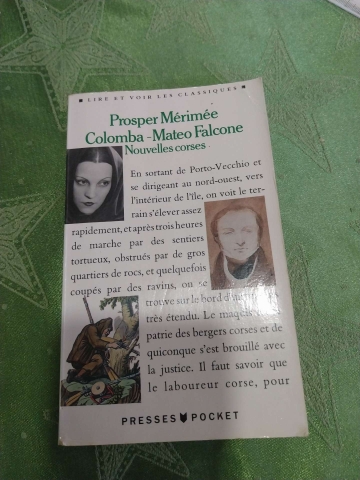 LIRE ET VOIR LES CLASSIQUES
Prosper Mérimée
Colomba - Mateo Falcone
Nouvelles corses
En sortant de Porto-Vecchio et
se dirigeant au nord-ouest, vers
l'intérieur de l'île, on voit le ter-
rain s'élever assez
rapidement, et après trois heures
de marche par des sentiers
tortueux, obstrués par de gros
quartiers de rocs, et quelquefois
coupés par des ravins, on se
trouve sur le bord d'un
très étendu. Le maquis
patrie des bergers corses et de
quiconque s'est brouillé avec
la justice. Il faut savoir que
le laboureur corse, pour
PRESSES POCKET